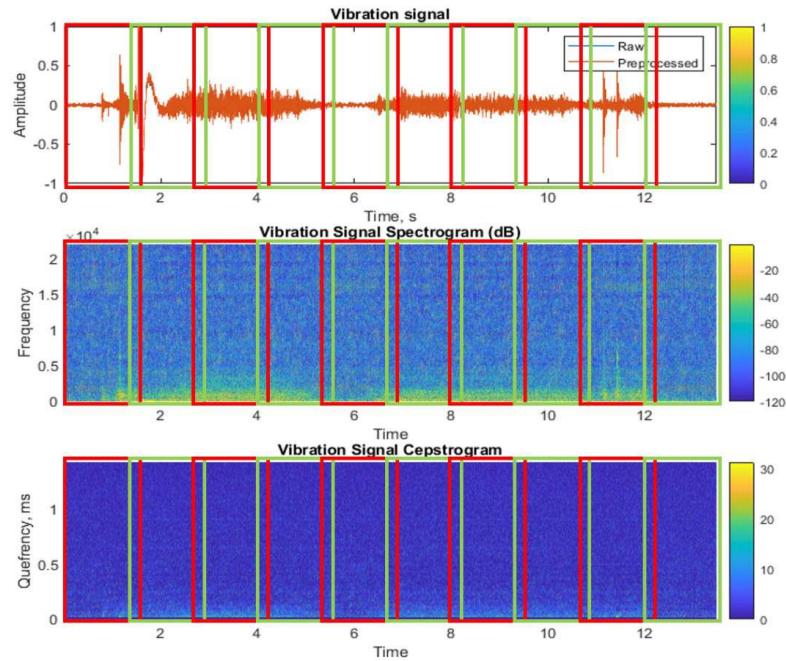 Vibration signal
1
0.5
0
-0.5
-1
Amplitude
Raw
Preprocessed
0 2 4 6 8 10 12
Time, s
1
0.8
0.6
0.4
0.2
0
× 10⁴
Vibration Signal Spectrogram (dB)
2
1.5
1
0.5
0
Frequency
2 4 6 8 10 12
Time
-20
-40
-60
-80
-100
-120
Vibration Signal Cepstrogram
1
0.5
0
Quefrency, ms
2 4 6 8 10 12
Time
30
20
10
0